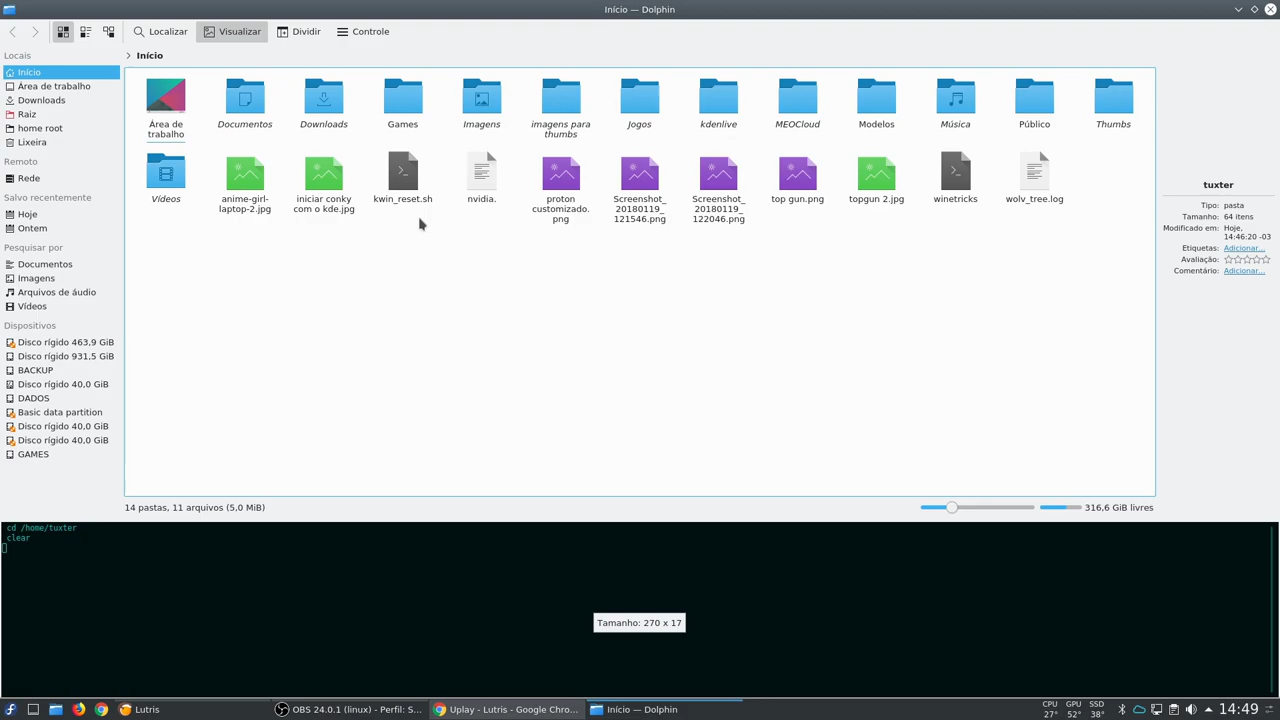 Início — Dolphin
Localizar
Visualizar
Dividir
Controle
Locais
Início
Área de trabalho
Downloads
Raiz
home root
Lixeira
Remoto
Rede
Salvo recentemente
Hoje
Ontem
Pesquisar por
Documentos
Imagens
Arquivos de áudio
Vídeos
Dispositivos
Disco rígido 463,9 GiB
Disco rígido 931,5 GiB
BACKUP
Disco rígido 40,0 GiB
DADOS
Basic data partition
Disco rígido 40,0 GiB
Disco rígido 40,0 GiB
GAMES
Início
Área de
trabalho
Documentos
Downloads
Games
Imagens
imagens para
thumbs
Jogos
kdenlive
MEOCloud
Modelos
Música
Público
Thumbs
Vídeos
anime-girl-
laptop-2.jpg
iniciar conky
com o kde.jpg
kwin_reset.sh
nvidia.
proton
customizado.
png
Screenshot_
20180119_
121546.png
Screenshot_
20180119_
122046.png
top gun.png
topgun 2.jpg
winetricks
wolv_tree.log
tuxter
Tipo: pasta
Tamanho: 64 itens
Modificado em: Hoje,
14:46:20 -03
Etiquetas: Adicionar...
Avaliação:
Comentário: Adicionar...
14 pastas, 11 arquivos (5,0 MiB)
316,6 GiB livres
cd /home/tuxter
clear
Tamanho: 270 x 17
Lutris
OBS 24.0.1 (linux) - Perfil: S...
Uplay - Lutris - Google Chro...
Início — Dolphin
CPU
27°
GPU
52°
SSD
38°
14:49